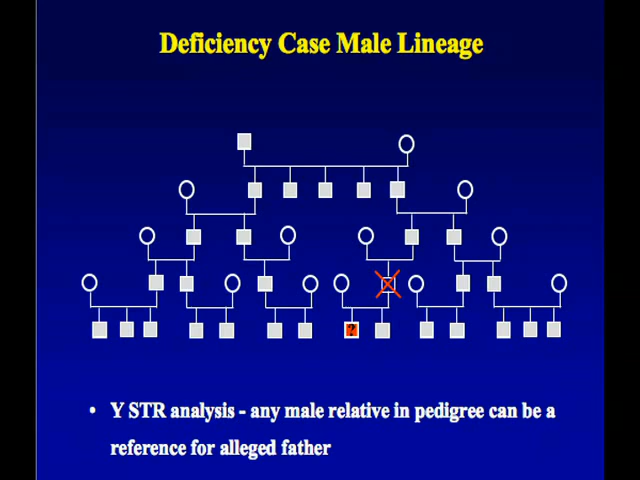 Deficiency Case Male Lineage
?
• Y STR analysis - any male relative in pedigree can be a
reference for alleged father